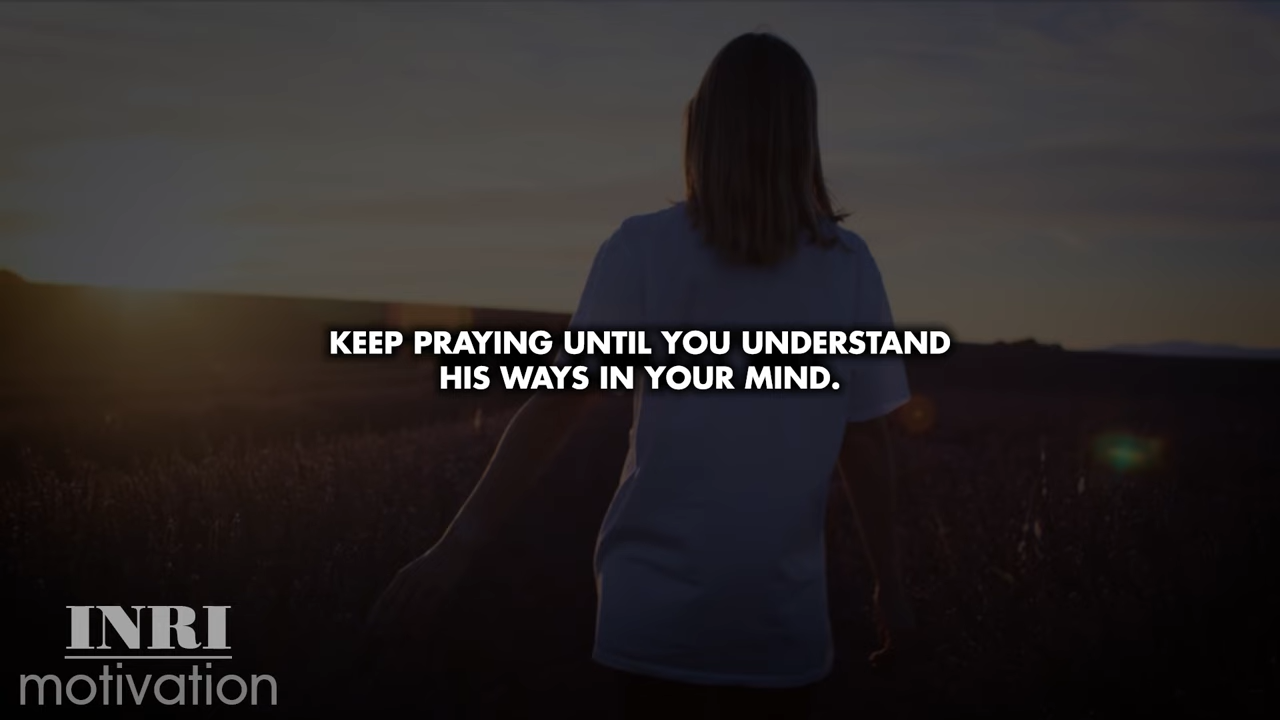 KEEP PRAYING UNTIL YOU UNDERSTAND
HIS WAYS IN YOUR MIND.
INRI
motivation